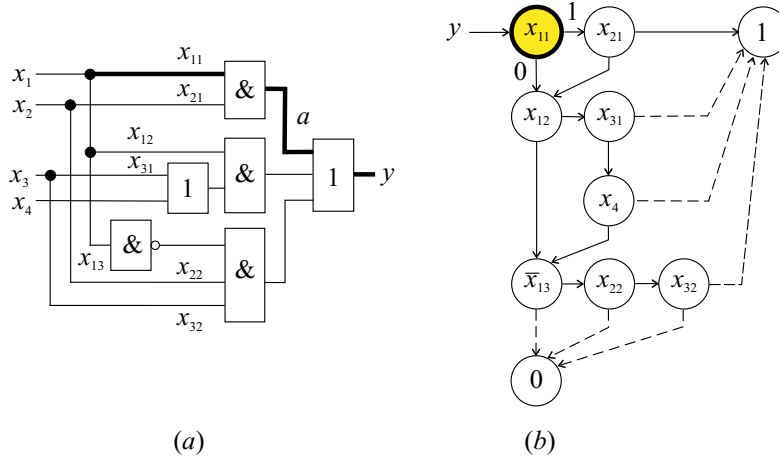 x₁₁
x₁ &
x₂₁
x₂ a
x₁₂
x₃ x₃₁ & 1 y
x₄ 1
& &
x₁₃ x₂₂
x₃₂
(a)
y x₁₁ 1 x₂₁ 1
0
x₁₂ x₃₁
x₄
x̅₁₃ x₂₂ x₃₂
0
(b)